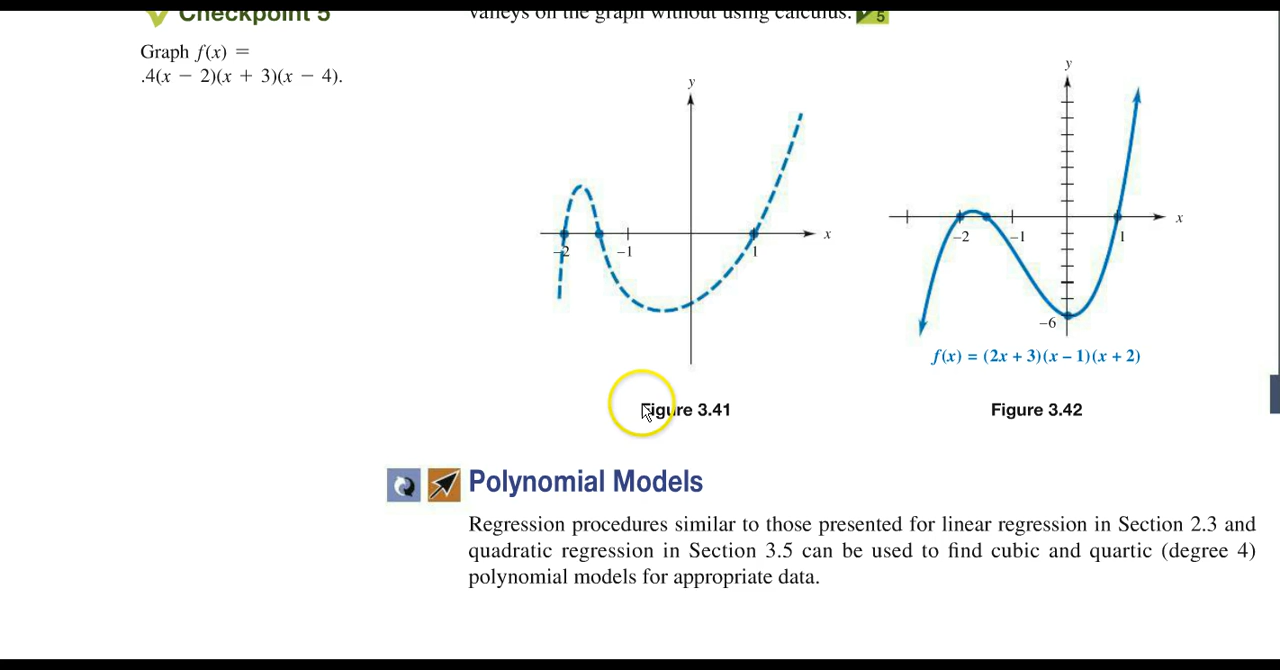 Checkpoint 5
Graph f(x) =
.4(x − 2)(x + 3)(x − 4).
valleys on the graph without using calculus. 5
y
x
−2
−1
1
Figure 3.41
y
x
−2
−1
1
−6
f(x) = (2x + 3)(x – 1)(x + 2)
Figure 3.42
Polynomial Models
Regression procedures similar to those presented for linear regression in Section 2.3 and
quadratic regression in Section 3.5 can be used to find cubic and quartic (degree 4)
polynomial models for appropriate data.